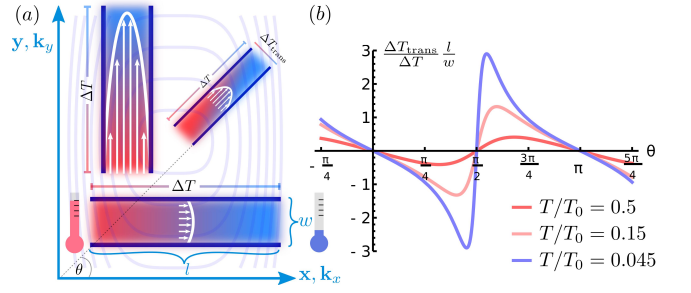 (a)
y, k_y
ΔT
ΔT
ΔT_trans
ΔT
w
l
θ
x, k_x
(b)
ΔT_trans/ΔT l/w
3
2
1
-1
-2
-3
-π/4
π/4
π/2
3π/4
π
5π/4
θ
T/T_0 = 0.5
T/T_0 = 0.15
T/T_0 = 0.045